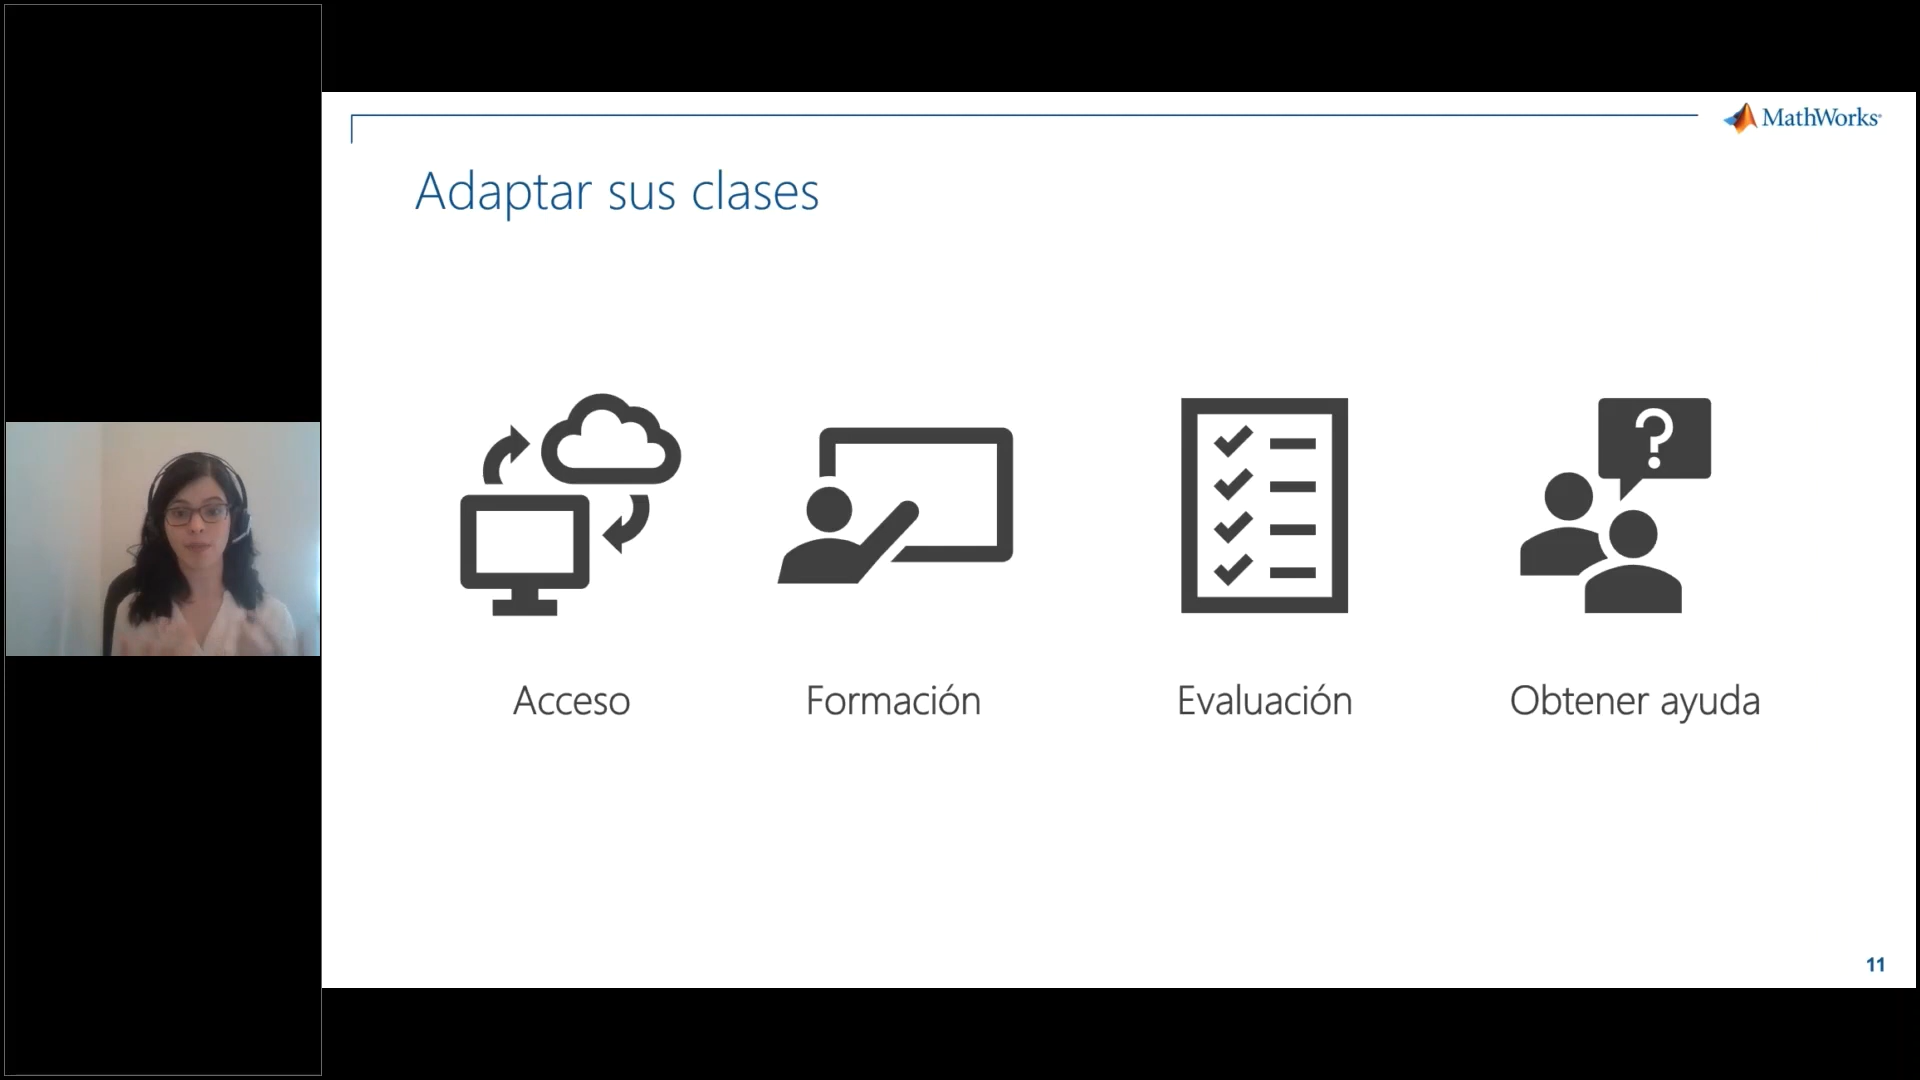 MathWorks®
Adaptar sus clases
?
Acceso
Formación
Evaluación
Obtener ayuda
11